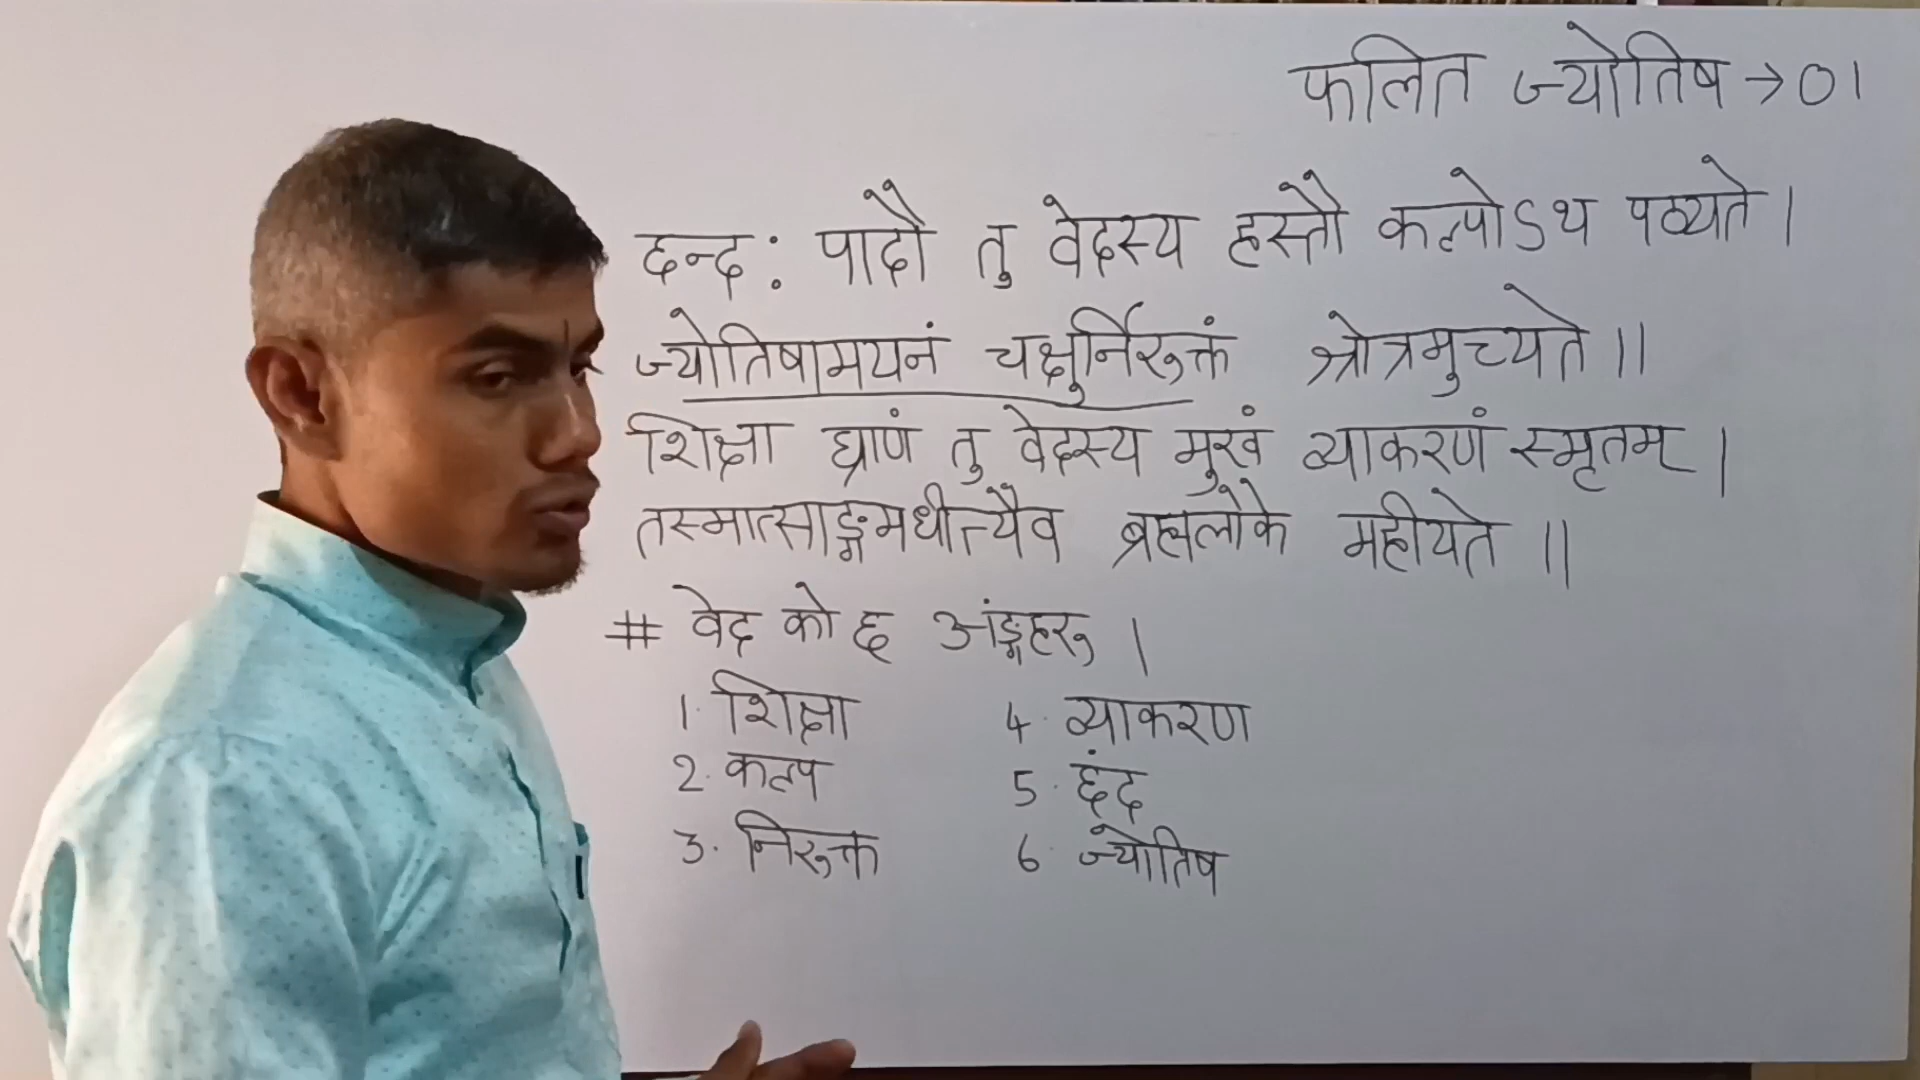 फलित ज्योतिष → 01
छन्द: पादौ तु वेदस्य हस्तौ कल्पोऽथ पठ्यते ।
ज्योतिषामयनं चक्षुर्निरुक्तं श्रोत्रमुच्यते ॥
शिक्षा घ्राणं तु वेदस्य मुखं व्याकरणं स्मृतम् ।
तस्मात्साङ्गमधीत्यैव ब्रह्मलोके महीयते ॥
# वेद को छ अंङ्गहरु ।
1. शिक्षा 4. व्याकरण
2. कल्प 5. छंद
3. निरुक्त 6. ज्योतिष